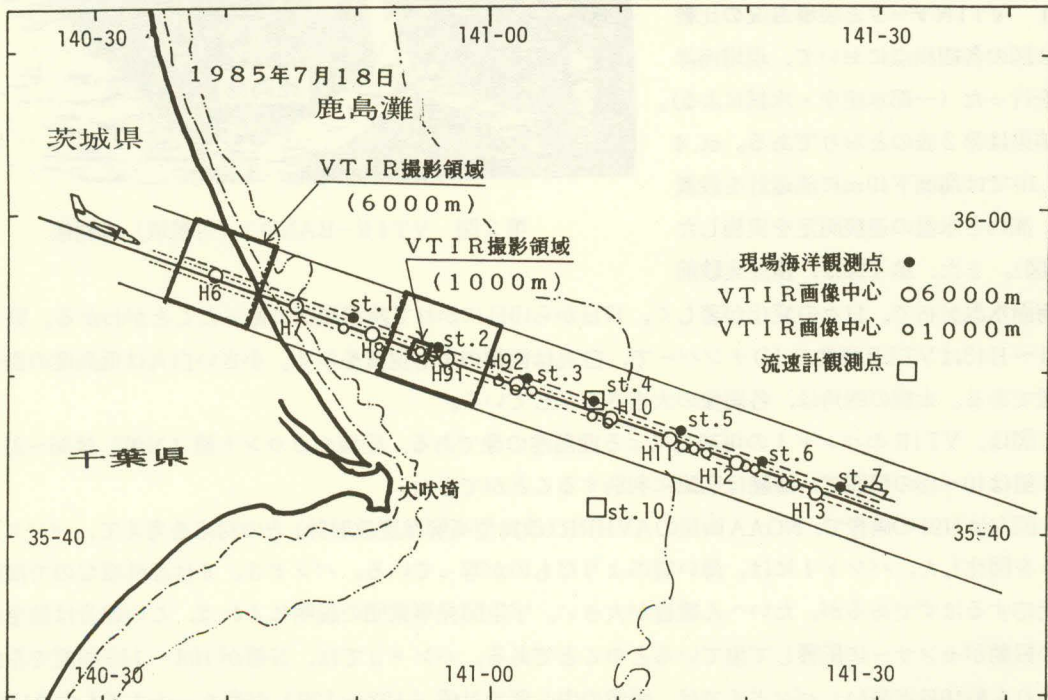 140-30
141-00
141-30
1985年7月18日
鹿島灘
茨城県
VTIR撮影領域
(6000m)
VTIR撮影領域
(1000m)
36-00
現場海洋観測点
VTIR画像中心 6000m
VTIR画像中心 1000m
流速計観測点
H6
H7
st.1
H8
st.2
H91
H92
st.3
st.4
H10
st.5
H11
st.6
H12
st.7
H13
st.10
千葉県
犬吠埼
35-40
35-40
140-30
141-00
141-30